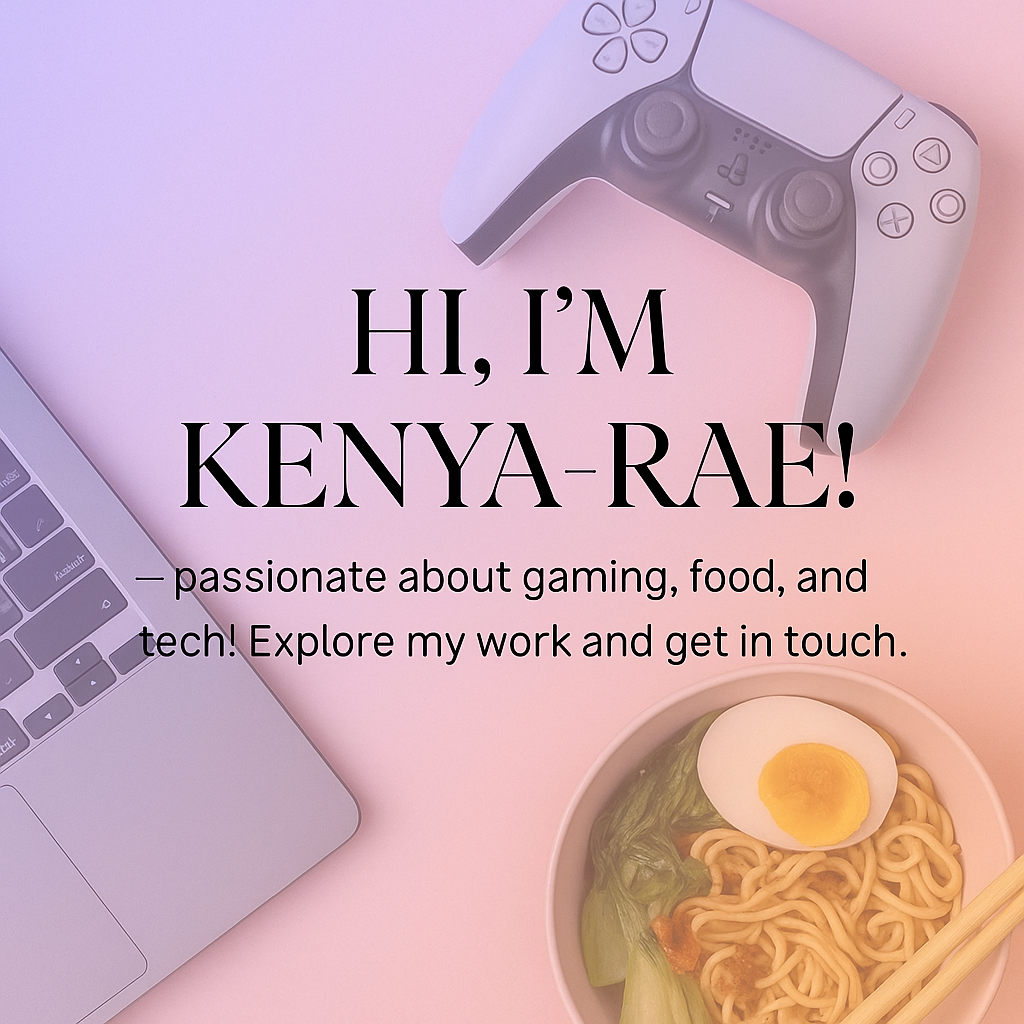 HI, I’M
KENYA-RAE!
– passionate about gaming, food, and
tech! Explore my work and get in touch.